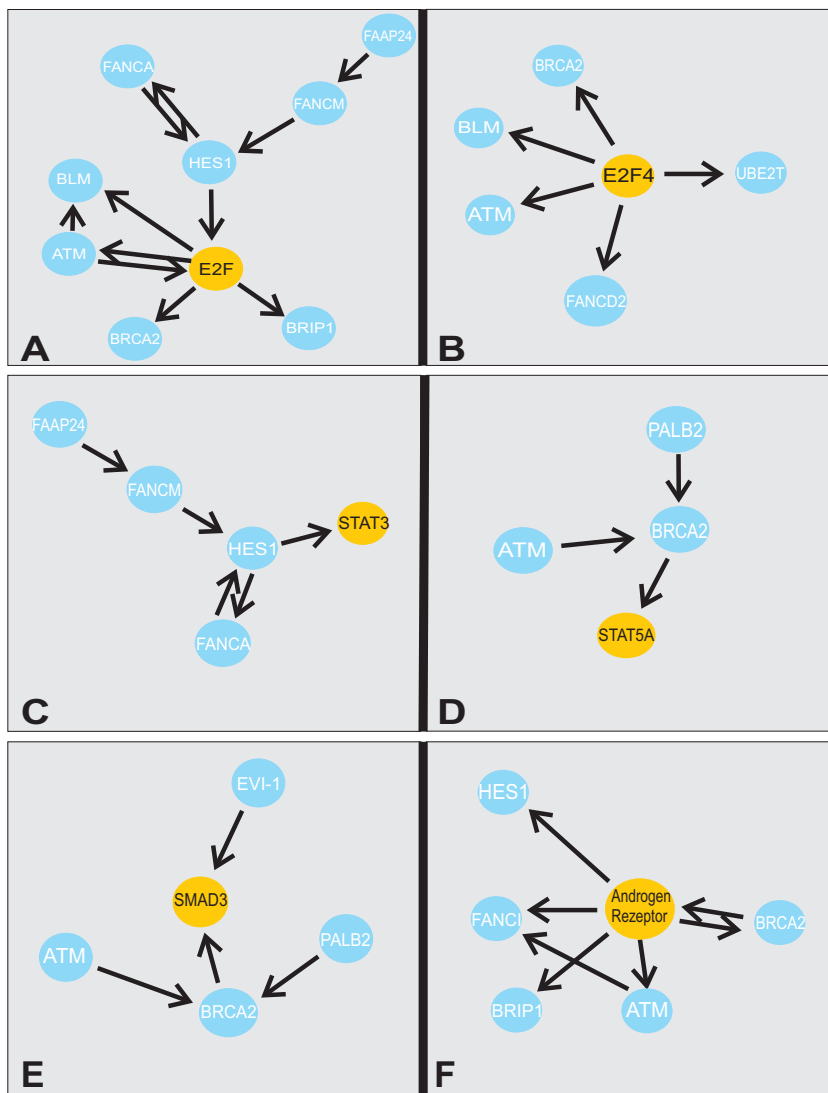 FAAP24
FANCA
FANCM
HES1
BLM
ATM
E2F
BRCA2
BRIP1
A
BRCA2
BLM
E2F4
UBE2T
ATM
FANCD2
B
FAAP24
FANCM
STAT3
HES1
FANCA
C
PALB2
BRCA2
ATM
STAT5A
D
EVI-1
SMAD3
PALB2
ATM
BRCA2
E
HES1
Androgen
Rezeptor
FANCI
BRCA2
BRIP1
ATM
F